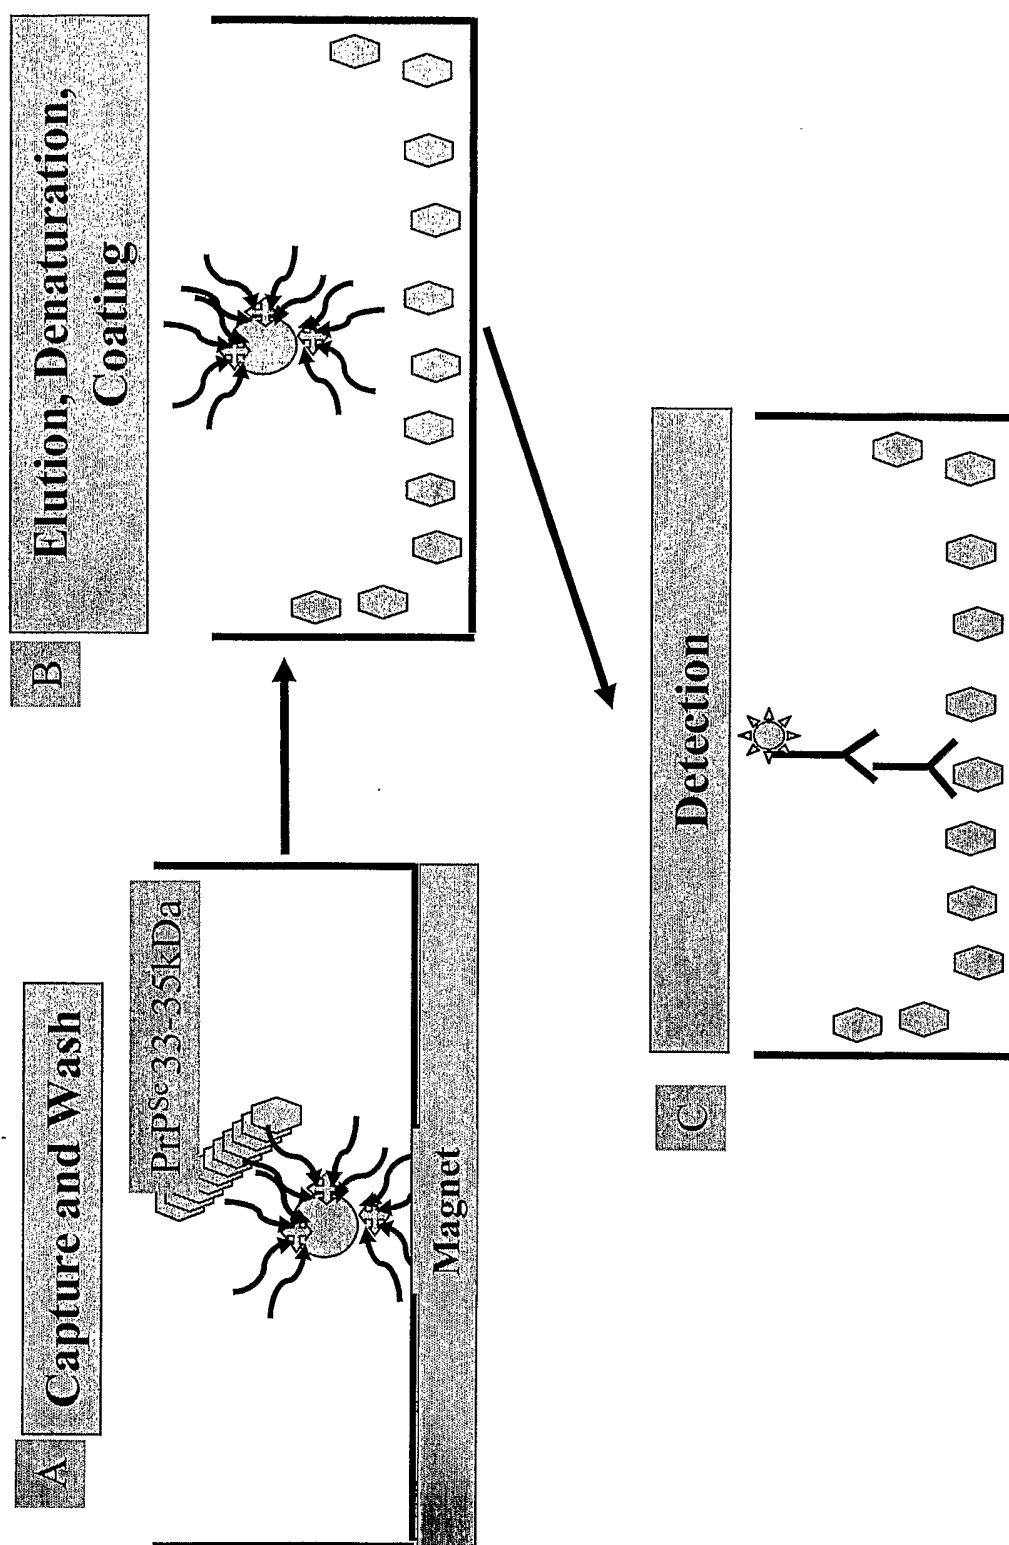 A
Capture and Wash
PrPSc 33-35kDa
Magnet
B
Elution, Denaturation,
Coating
C
Detection